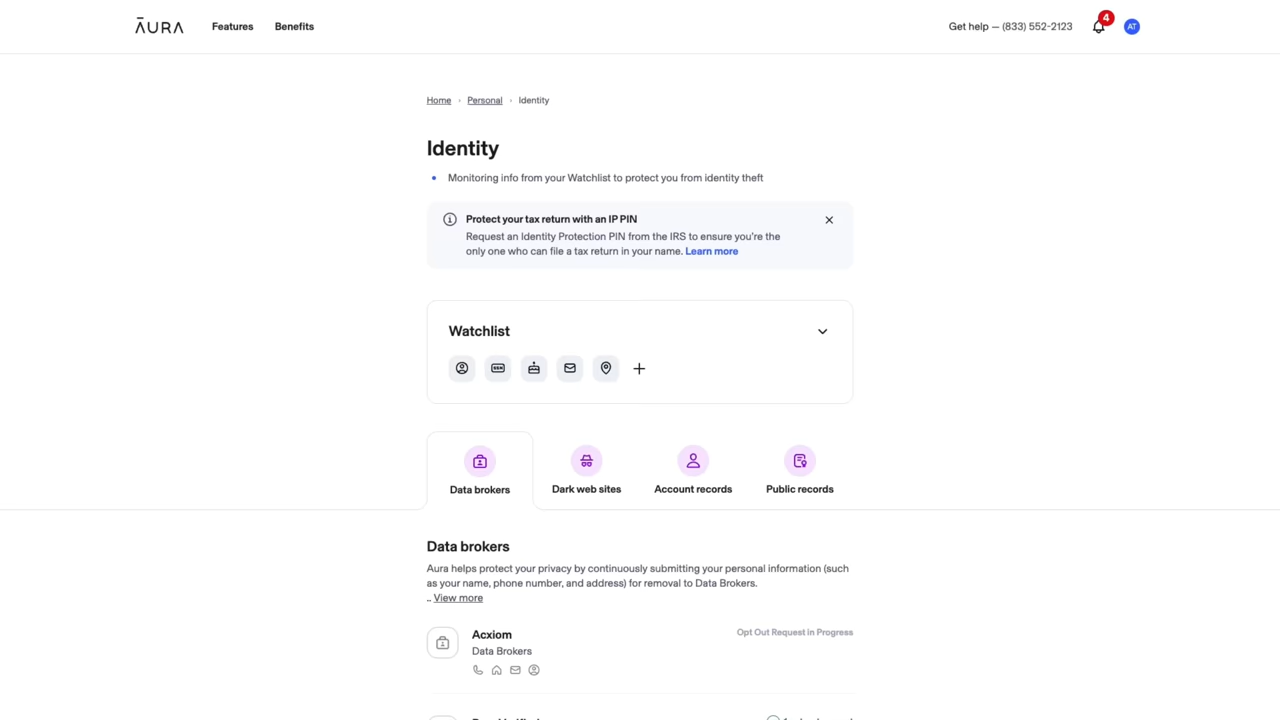 ĀURA Features Benefits Get help — (833) 552-2123 4 AT
Home › Personal › Identity
Identity
• Monitoring info from your Watchlist to protect you from identity theft
Protect your tax return with an IP PIN
Request an Identity Protection PIN from the IRS to ensure you're the
only one who can file a tax return in your name. Learn more
Watchlist
Data brokers Dark web sites Account records Public records
Data brokers
Aura helps protect your privacy by continuously submitting your personal information (such
as your name, phone number, and address) for removal to Data Brokers.
.. View more
Acxiom Opt Out Request in Progress
Data Brokers